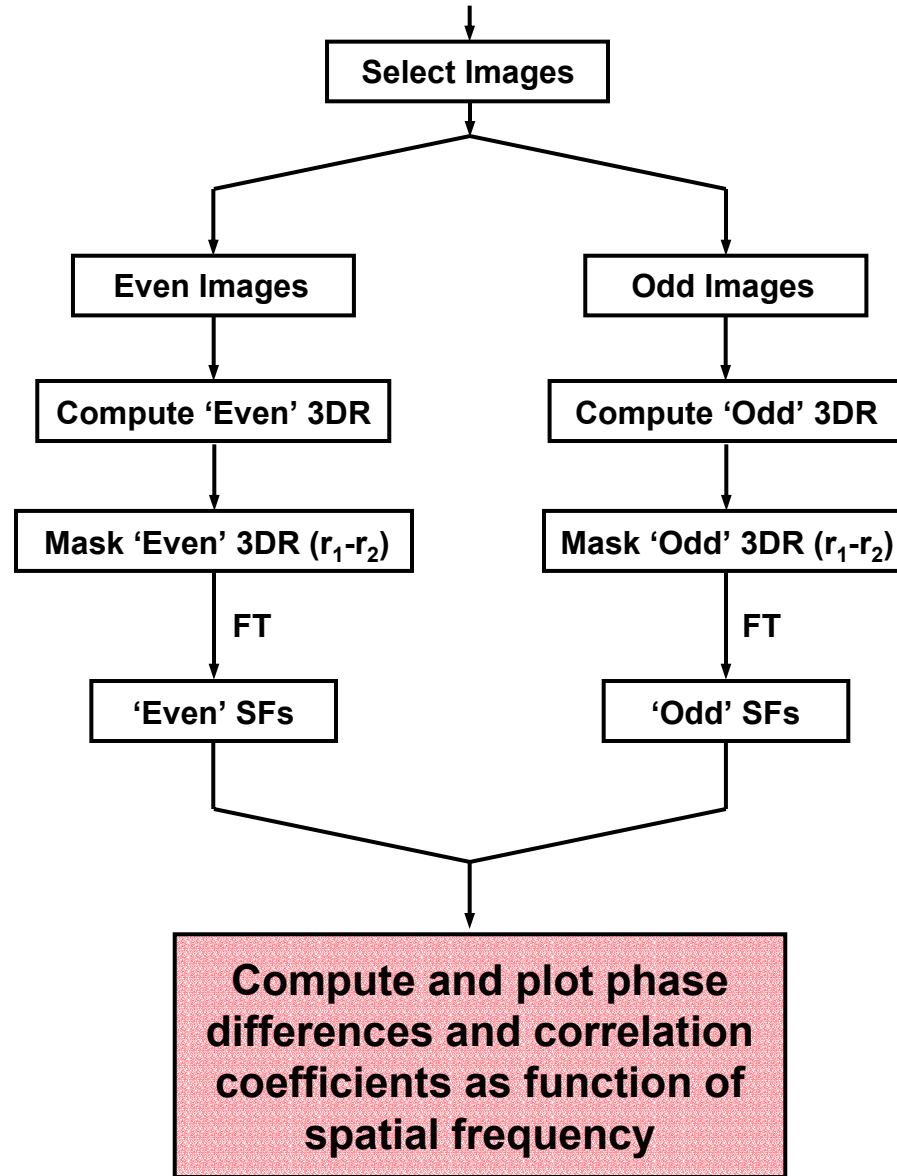 Select Images
Even Images
Odd Images
Compute ‘Even’ 3DR
Compute ‘Odd’ 3DR
Mask ‘Even’ 3DR (r₁-r₂)
Mask ‘Odd’ 3DR (r₁-r₂)
FT
FT
‘Even’ SFs
‘Odd’ SFs
Compute and plot phase
differences and correlation
coefficients as function of
spatial frequency